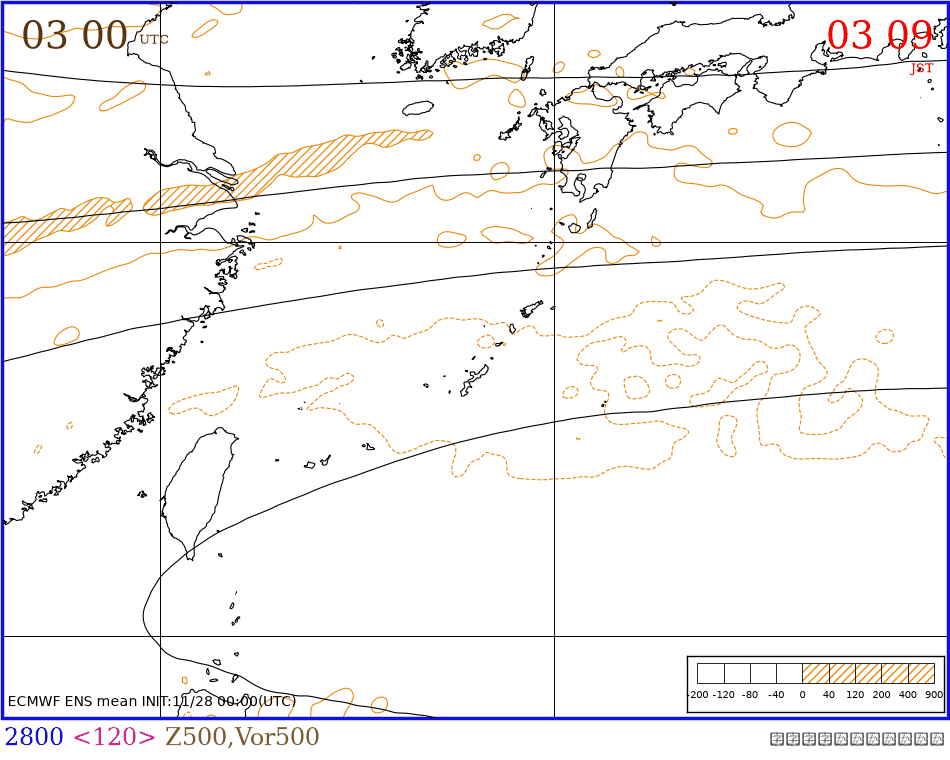 03 00 UTC
03 09
JST
-200 -120 -80 -40 0 40 120 200 400 900
ECMWF ENS mean INIT:11/28 00:00(UTC)
2800 <120> Z500,Vor500